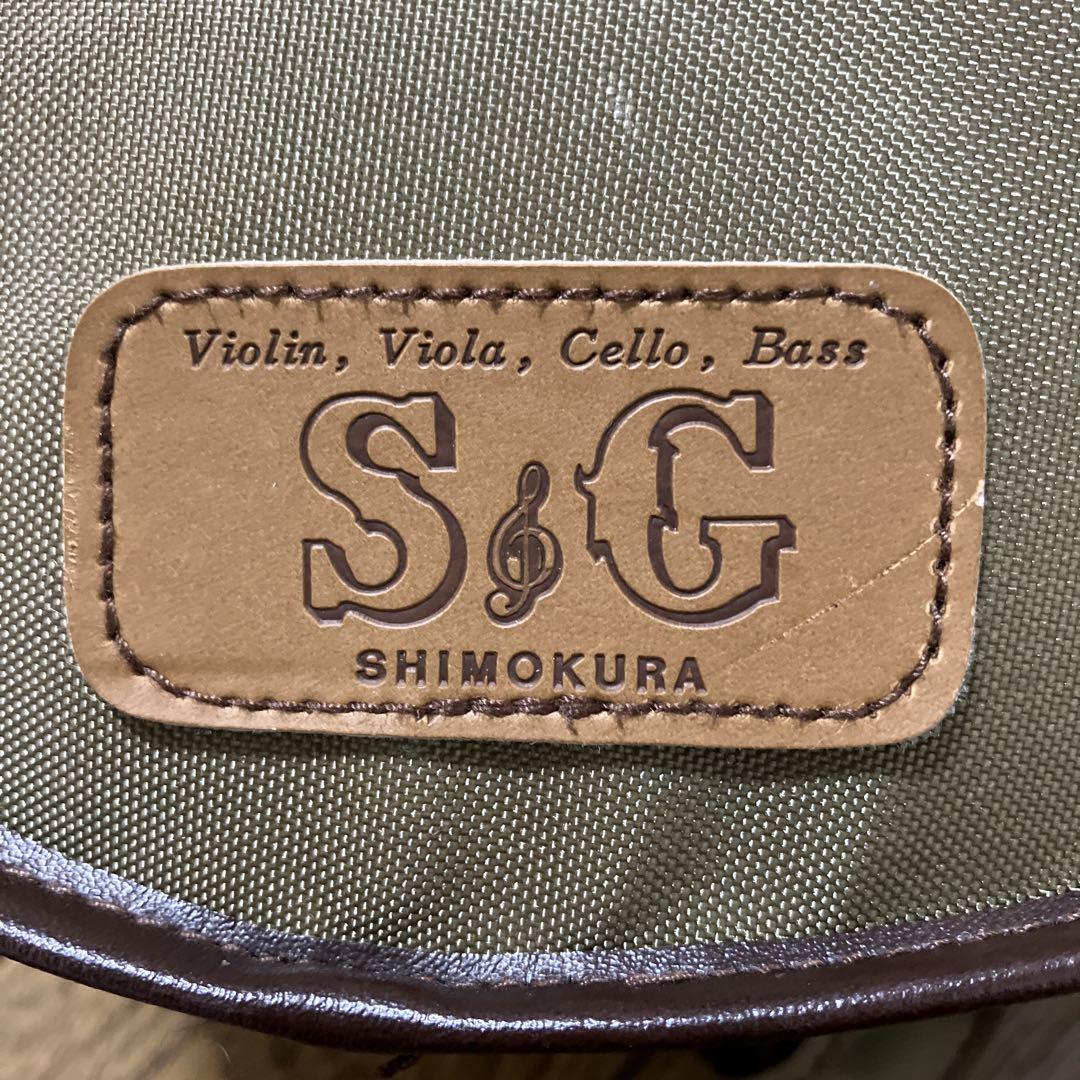 Violin, Viola, Cello, Bass
S G
SHIMOKURA